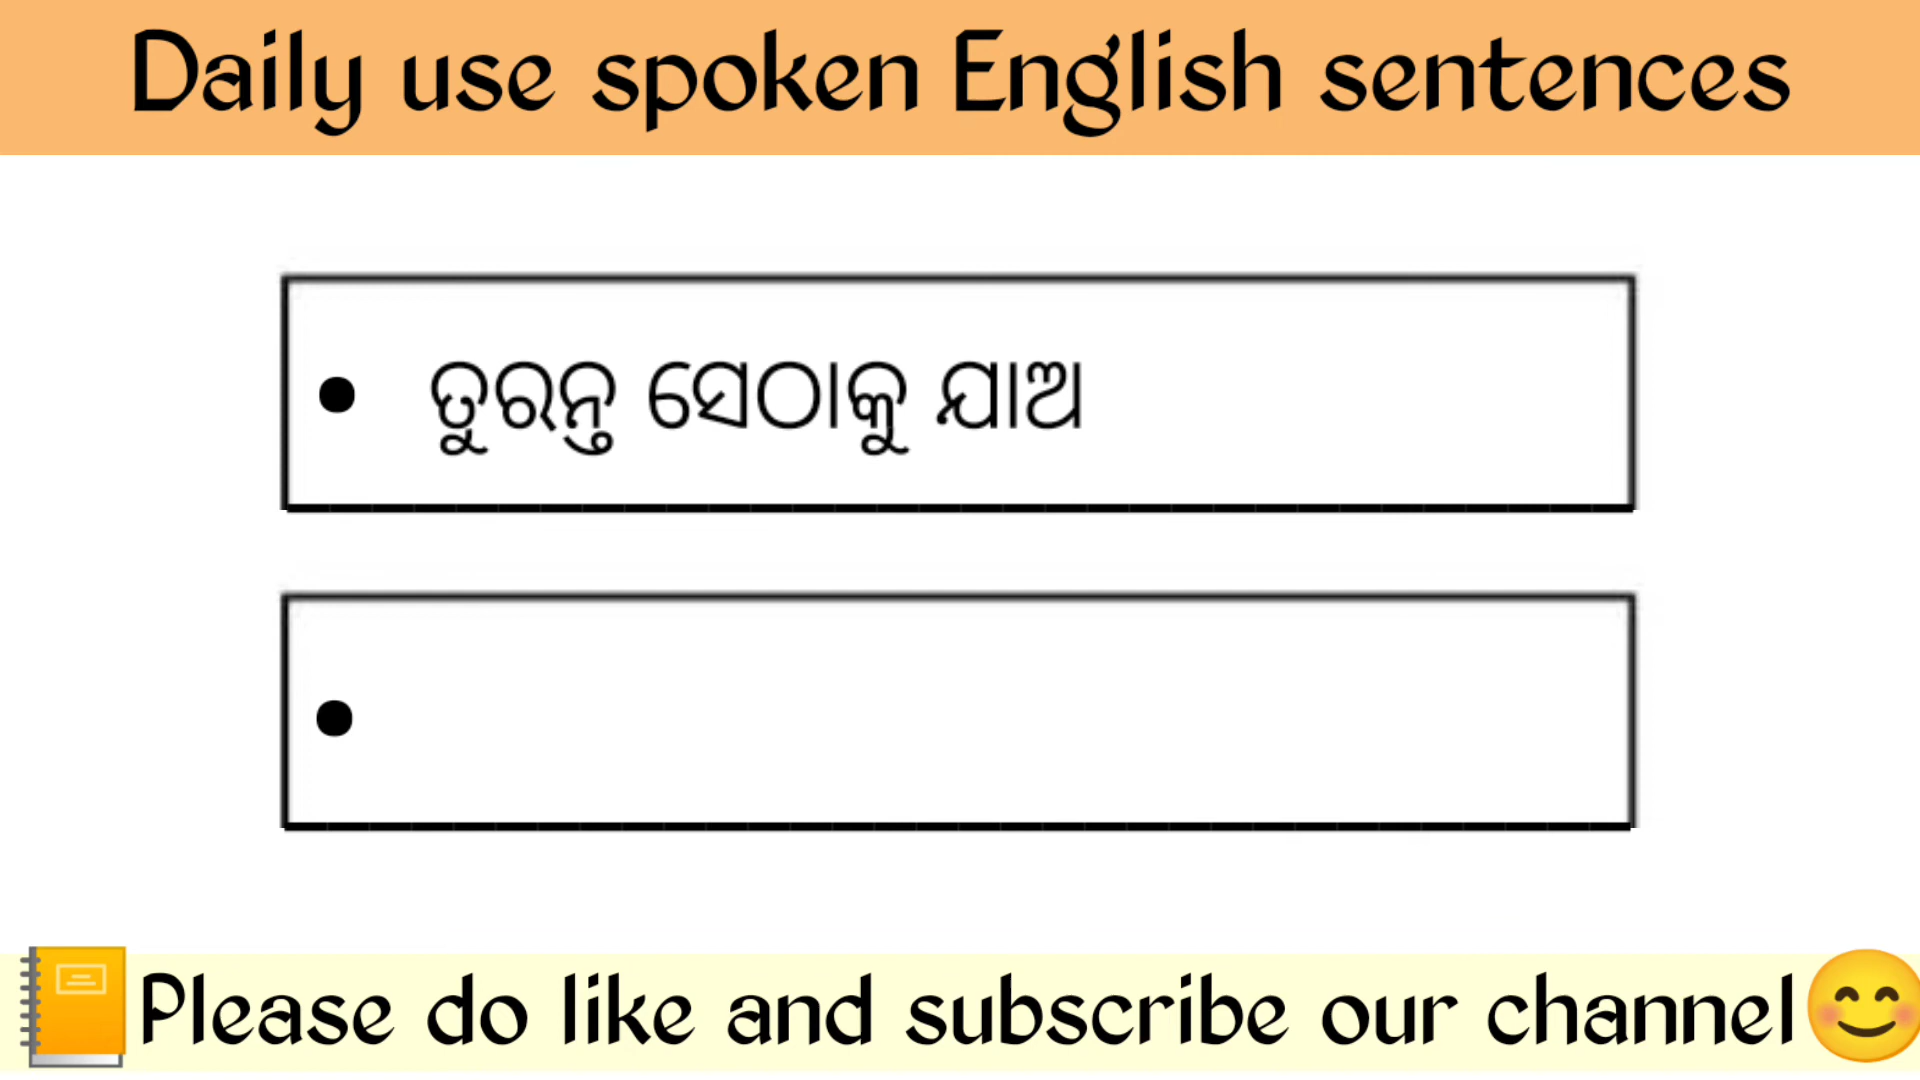 Daily use spoken English sentences
• ତୁରନ୍ତ ସେଠାକୁ ଯାଅ
•
Please do like and subscribe our channel😊